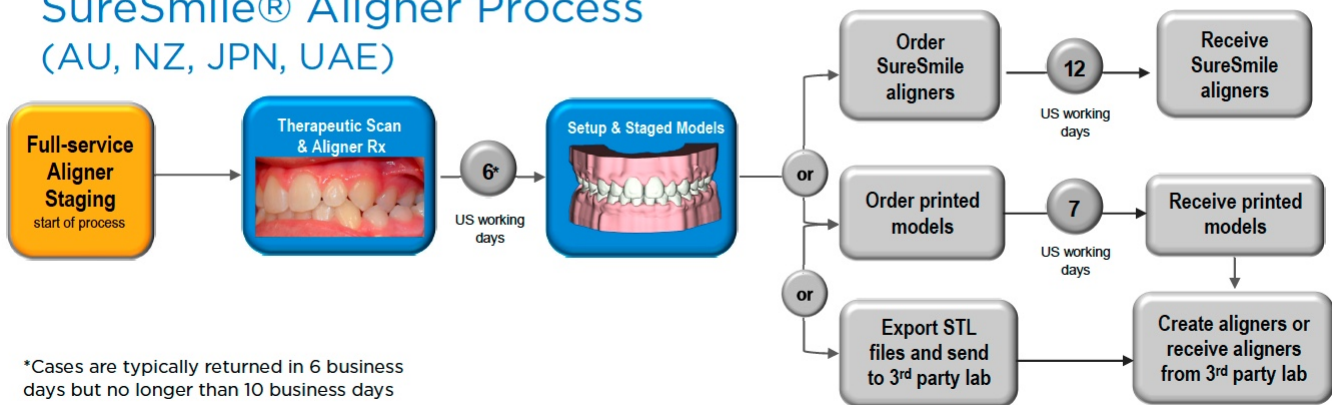 SureSmile® Aligner Process
(AU, NZ, JPN, UAE)
Full-service
Aligner
Staging
start of process
Therapeutic Scan
& Aligner Rx
6*
US working
days
Setup & Staged Models
or
or
Order
SureSmile
aligners
12
US working
days
Receive
SureSmile
aligners
Order printed
models
7
US working
days
Receive printed
models
Export STL
files and send
to 3rd party lab
Create aligners or
receive aligners
from 3rd party lab
*Cases are typically returned in 6 business
days but no longer than 10 business days